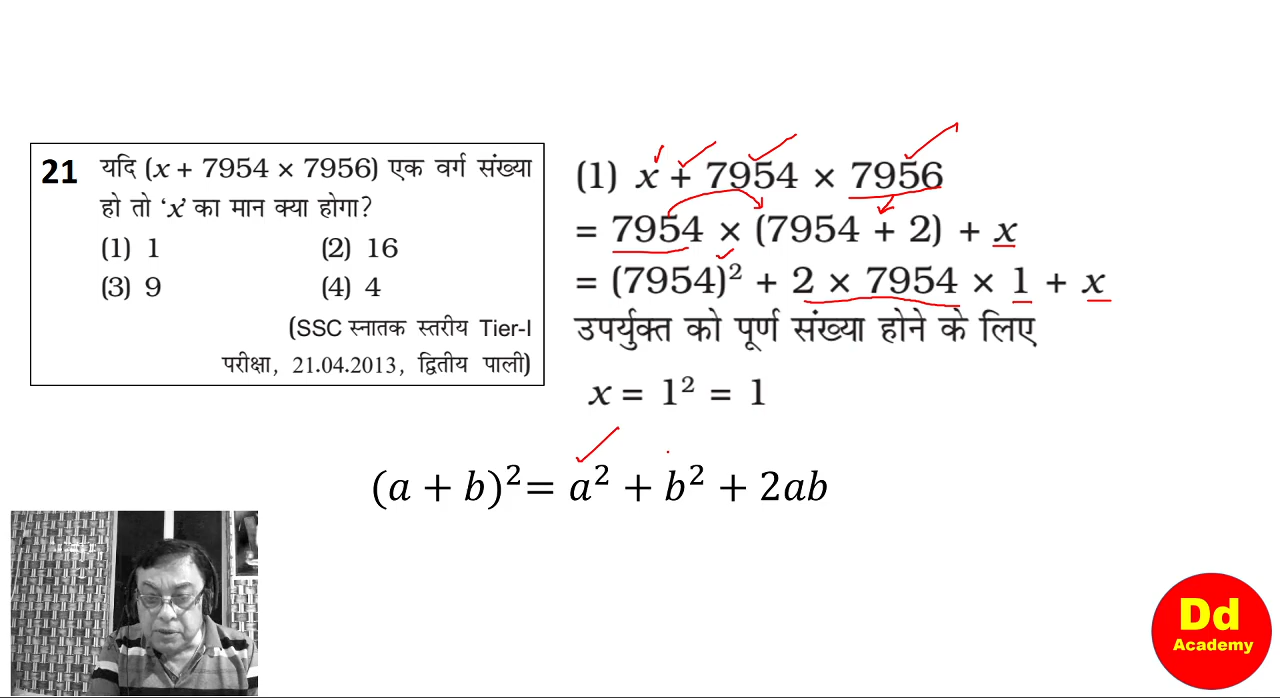 21 यदि (x + 7954 × 7956) एक वर्ग संख्या
हो तो ‘x’ का मान क्या होगा?
(1) 1 (2) 16
(3) 9 (4) 4
(SSC स्नातक स्तरीय Tier-I
परीक्षा, 21.04.2013, द्वितीय पाली)
(1) x + 7954 × 7956
= 7954 × (7954 + 2) + x
= (7954)² + 2 × 7954 × 1 + x
उपर्युक्त को पूर्ण संख्या होने के लिए
x = 1² = 1
(a + b)² = a² + b² + 2ab
Dd
Academy